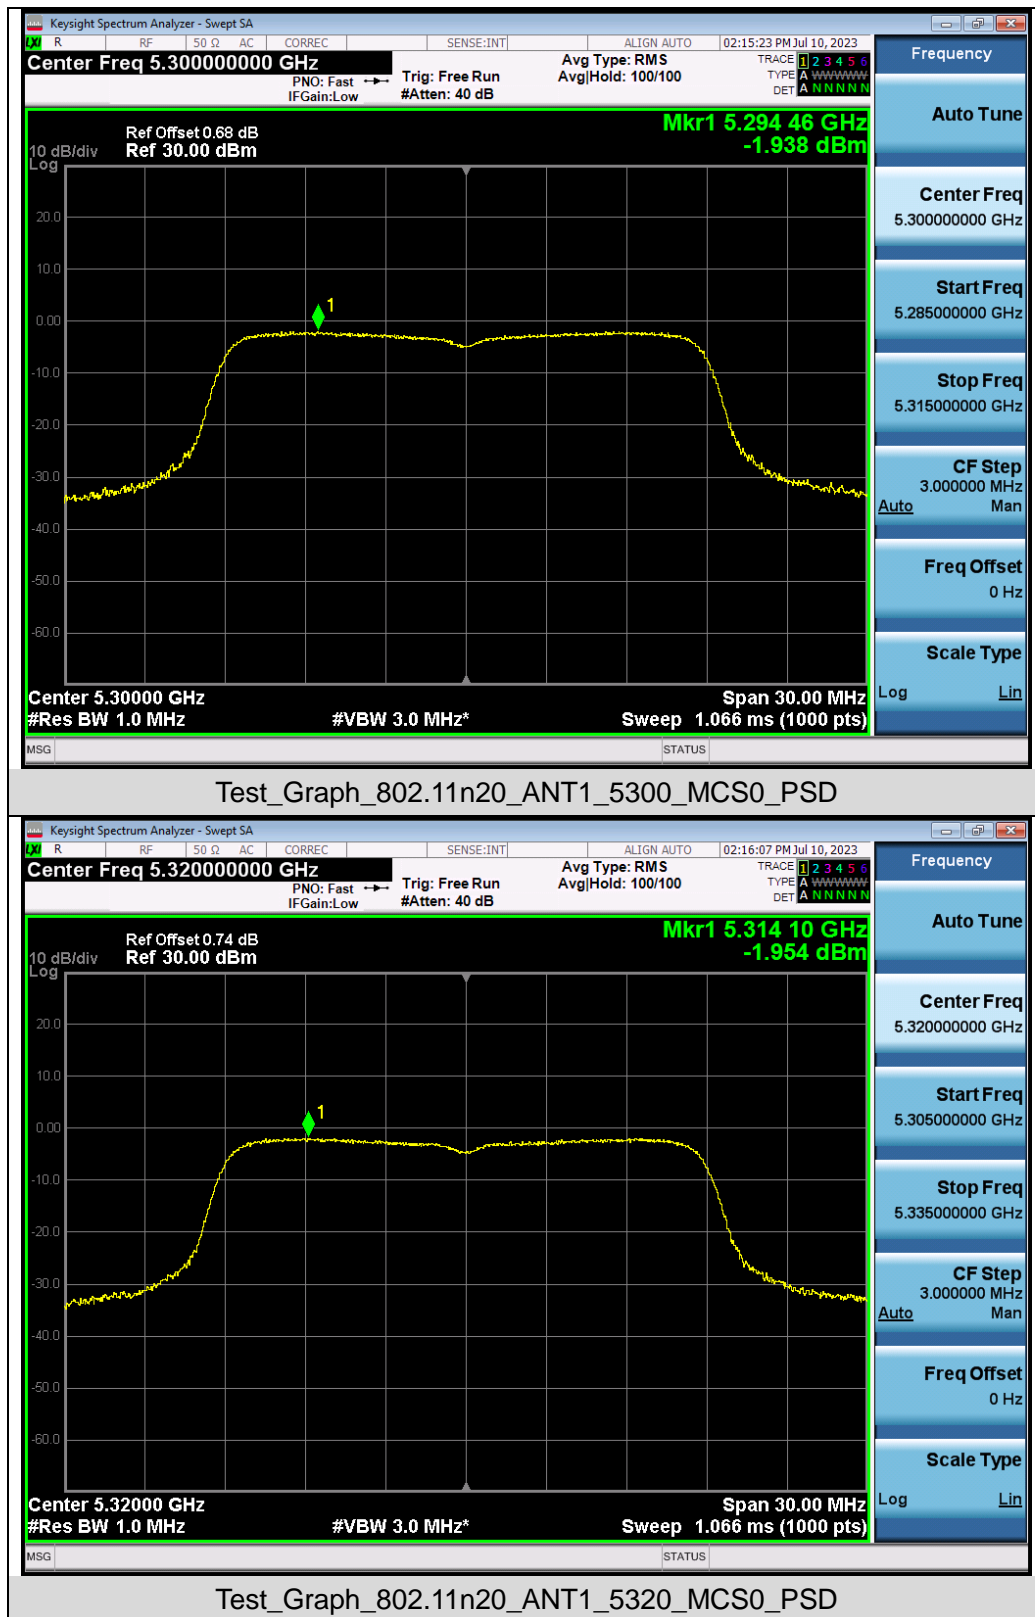 Keysight Spectrum Analyzer - Swept SA
LXI R RF 50 Ω AC CORREC SENSE:INT ALIGN AUTO 02:15:23 PM Jul 10, 2023
Center Freq 5.300000000 GHz
PNO: Fast
IFGain:Low
Trig: Free Run
#Atten: 40 dB
Avg Type: RMS
Avg|Hold: 100/100
TRACE 1 2 3 4 5 6
TYPE A WWWWW
DET A N N N N N
Ref Offset 0.68 dB
10 dB/div Ref 30.00 dBm
Log
Mkr1 5.294 46 GHz
-1.938 dBm
20.0
10.0
0.00
-10.0
-20.0
-30.0
-40.0
-50.0
-60.0
1
Center 5.30000 GHz Span 30.00 MHz
#Res BW 1.0 MHz #VBW 3.0 MHz* Sweep 1.066 ms (1000 pts)
MSG STATUS
Frequency
Auto Tune
Center Freq
5.300000000 GHz
Start Freq
5.285000000 GHz
Stop Freq
5.315000000 GHz
CF Step
3.000000 MHz
Auto Man
Freq Offset
0 Hz
Scale Type
Log Lin
Test_Graph_802.11n20_ANT1_5300_MCS0_PSD
Keysight Spectrum Analyzer - Swept SA
LXI R RF 50 Ω AC CORREC SENSE:INT ALIGN AUTO 02:16:07 PM Jul 10, 2023
Center Freq 5.320000000 GHz
PNO: Fast
IFGain:Low
Trig: Free Run
#Atten: 40 dB
Avg Type: RMS
Avg|Hold: 100/100
TRACE 1 2 3 4 5 6
TYPE A WWWWW
DET A N N N N N
Ref Offset 0.74 dB
10 dB/div Ref 30.00 dBm
Log
Mkr1 5.314 10 GHz
-1.954 dBm
20.0
10.0
0.00
-10.0
-20.0
-30.0
-40.0
-50.0
-60.0
1
Center 5.32000 GHz Span 30.00 MHz
#Res BW 1.0 MHz #VBW 3.0 MHz* Sweep 1.066 ms (1000 pts)
MSG STATUS
Frequency
Auto Tune
Center Freq
5.320000000 GHz
Start Freq
5.305000000 GHz
Stop Freq
5.335000000 GHz
CF Step
3.000000 MHz
Auto Man
Freq Offset
0 Hz
Scale Type
Log Lin
Test_Graph_802.11n20_ANT1_5320_MCS0_PSD